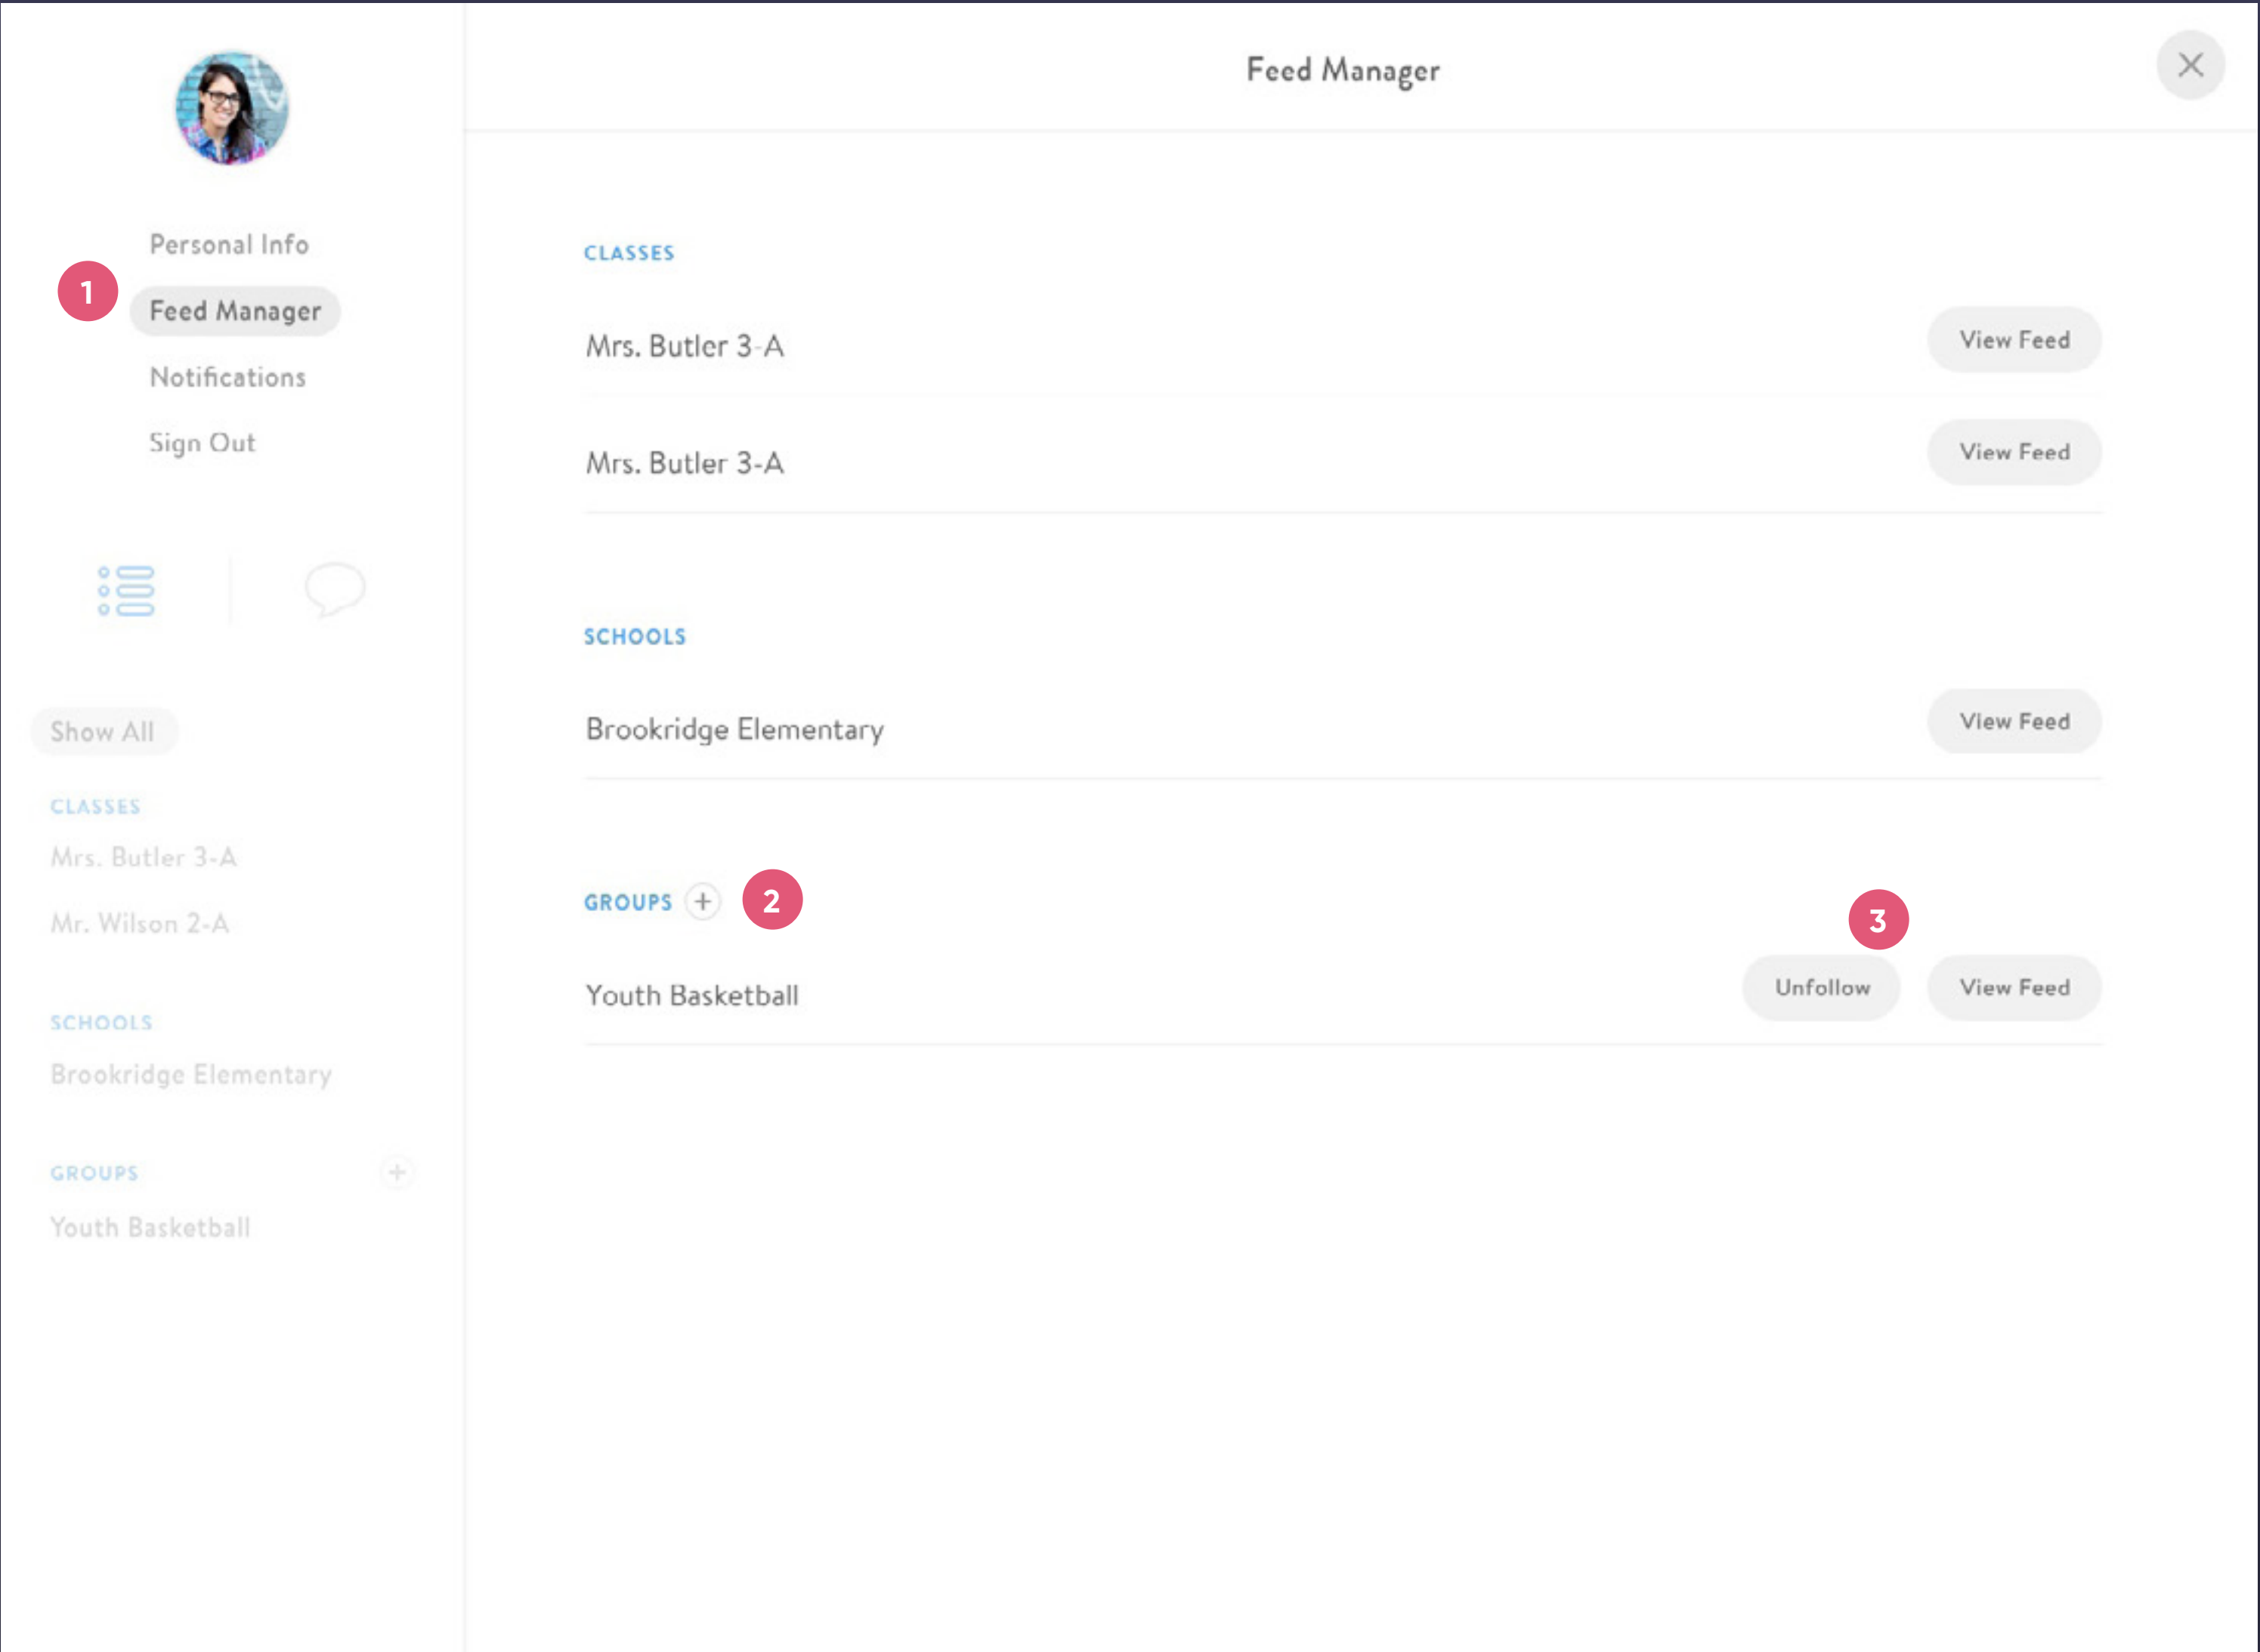 Personal Info
1
Feed Manager
Notifications
Sign Out
Show All
CLASSES
Mrs. Butler 3-A
Mr. Wilson 2-A
SCHOOLS
Brookridge Elementary
GROUPS +
Youth Basketball
Feed Manager
CLASSES
Mrs. Butler 3-A View Feed
Mrs. Butler 3-A View Feed
SCHOOLS
Brookridge Elementary View Feed
GROUPS + 2
3
Youth Basketball Unfollow View Feed